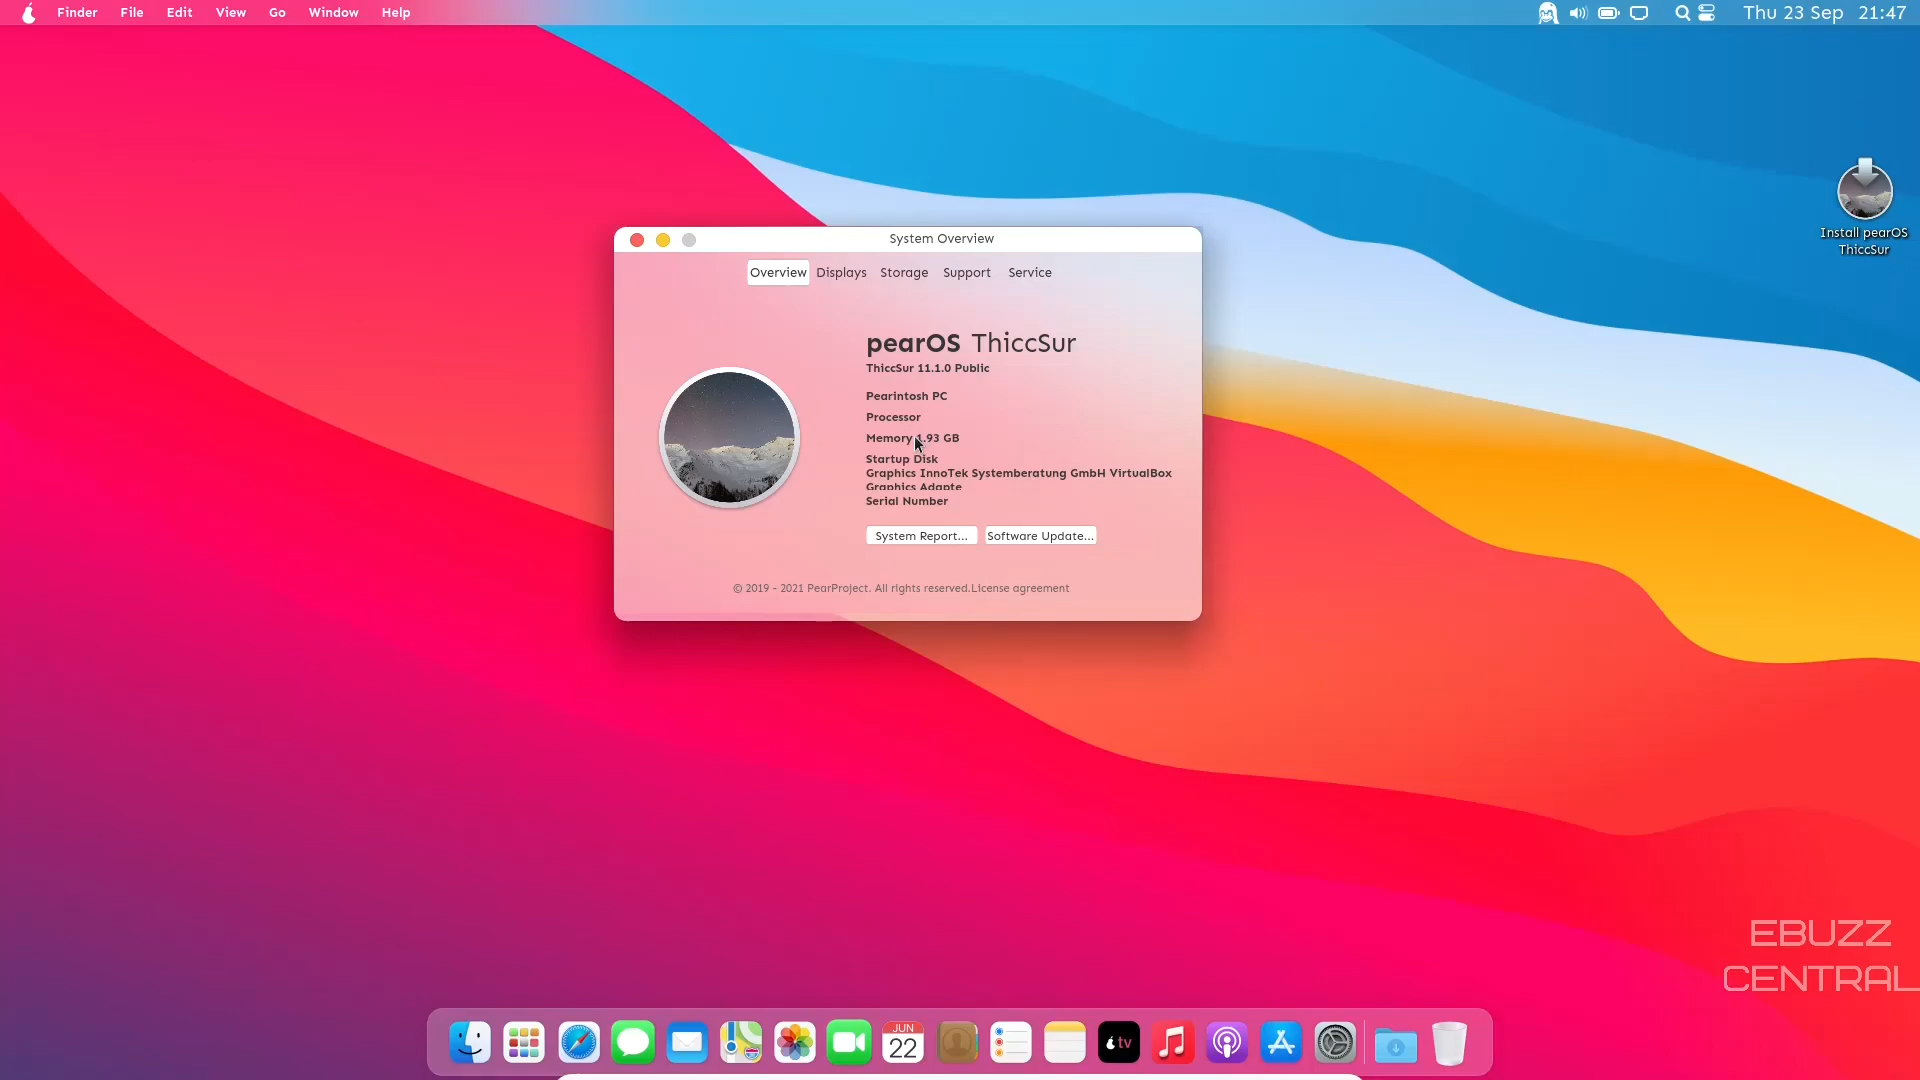 Finder File Edit View Go Window Help
Thu 23 Sep 21:47
Install pearOS
ThiccSur
System Overview
Overview Displays Storage Support Service
pearOS ThiccSur
ThiccSur 11.1.0 Public
Pearintosh PC
Processor
Memory 1.93 GB
Startup Disk
Graphics InnoTek Systemberatung GmbH VirtualBox
Graphics Adapte
Serial Number
System Report... Software Update...
© 2019 - 2021 PearProject. All rights reserved.License agreement
EBUZZ
CENTRAL
JUN
22
tv